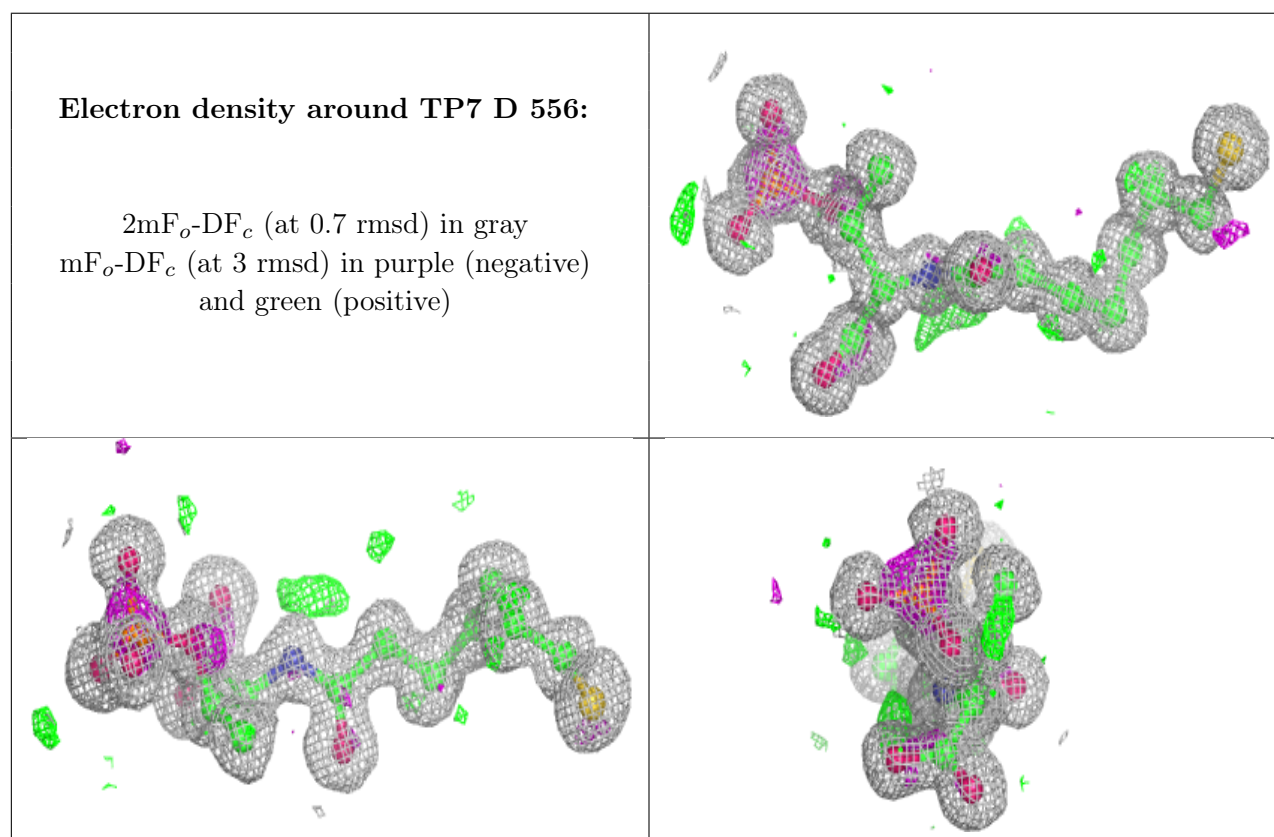 Electron density around TP7 D 556:
2mFₒ-DF𝒸 (at 0.7 rmsd) in gray
mFₒ-DF𝒸 (at 3 rmsd) in purple (negative)
and green (positive)